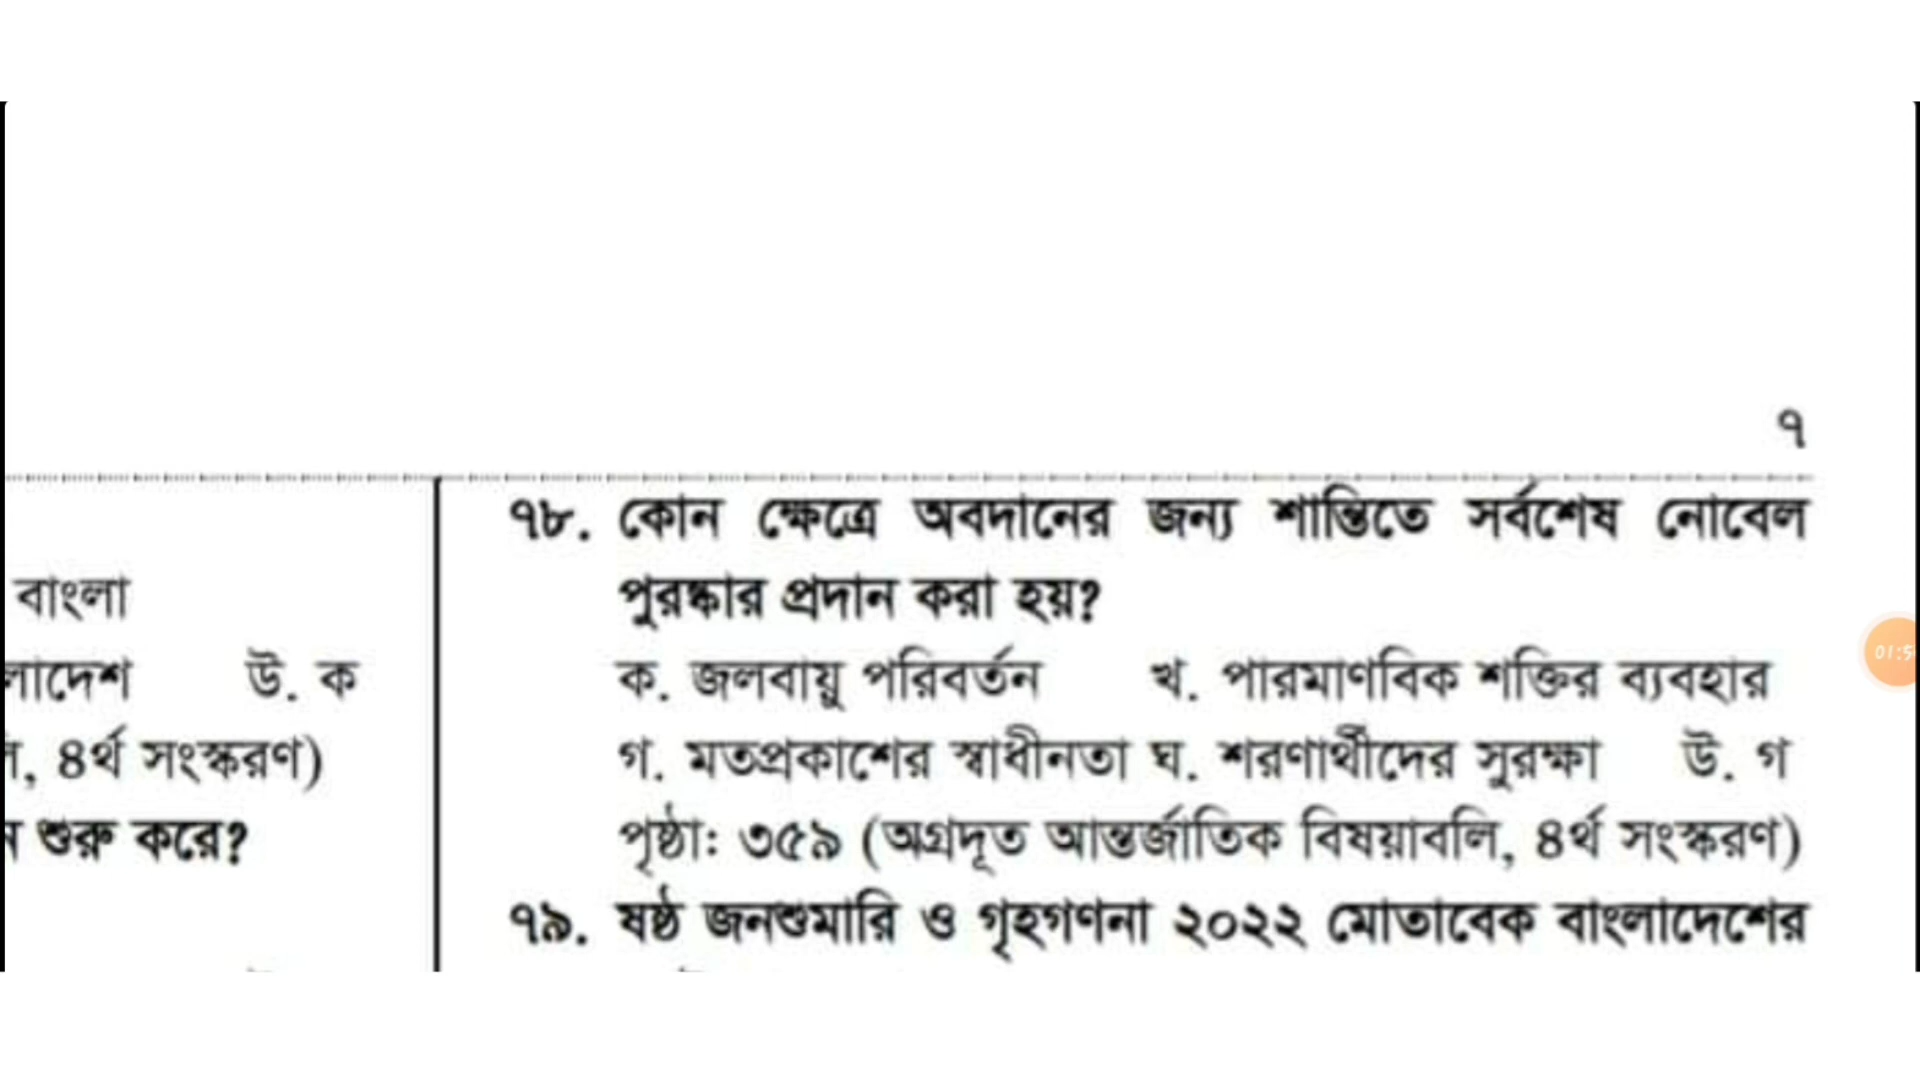 ৭
বাংলা
উ. ক
৪র্থ সংস্করণ)
শুরু করে?
৭৮. কোন ক্ষেত্রে অবদানের জন্য শান্তিতে সর্বশেষ নোবেল
পুরস্কার প্রদান করা হয়?
ক. জলবায়ু পরিবর্তন খ. পারমাণবিক শক্তির ব্যবহার
গ. মতপ্রকাশের স্বাধীনতা ঘ. শরণার্থীদের সুরক্ষা উ. গ
পৃষ্ঠা: ৩৫৯ (অগ্রদূত আন্তর্জাতিক বিষয়াবলি, ৪র্থ সংস্করণ)
৭৯. ষষ্ঠ জনশুমারি ও গৃহগণনা ২০২২ মোতাবেক বাংলাদেশের